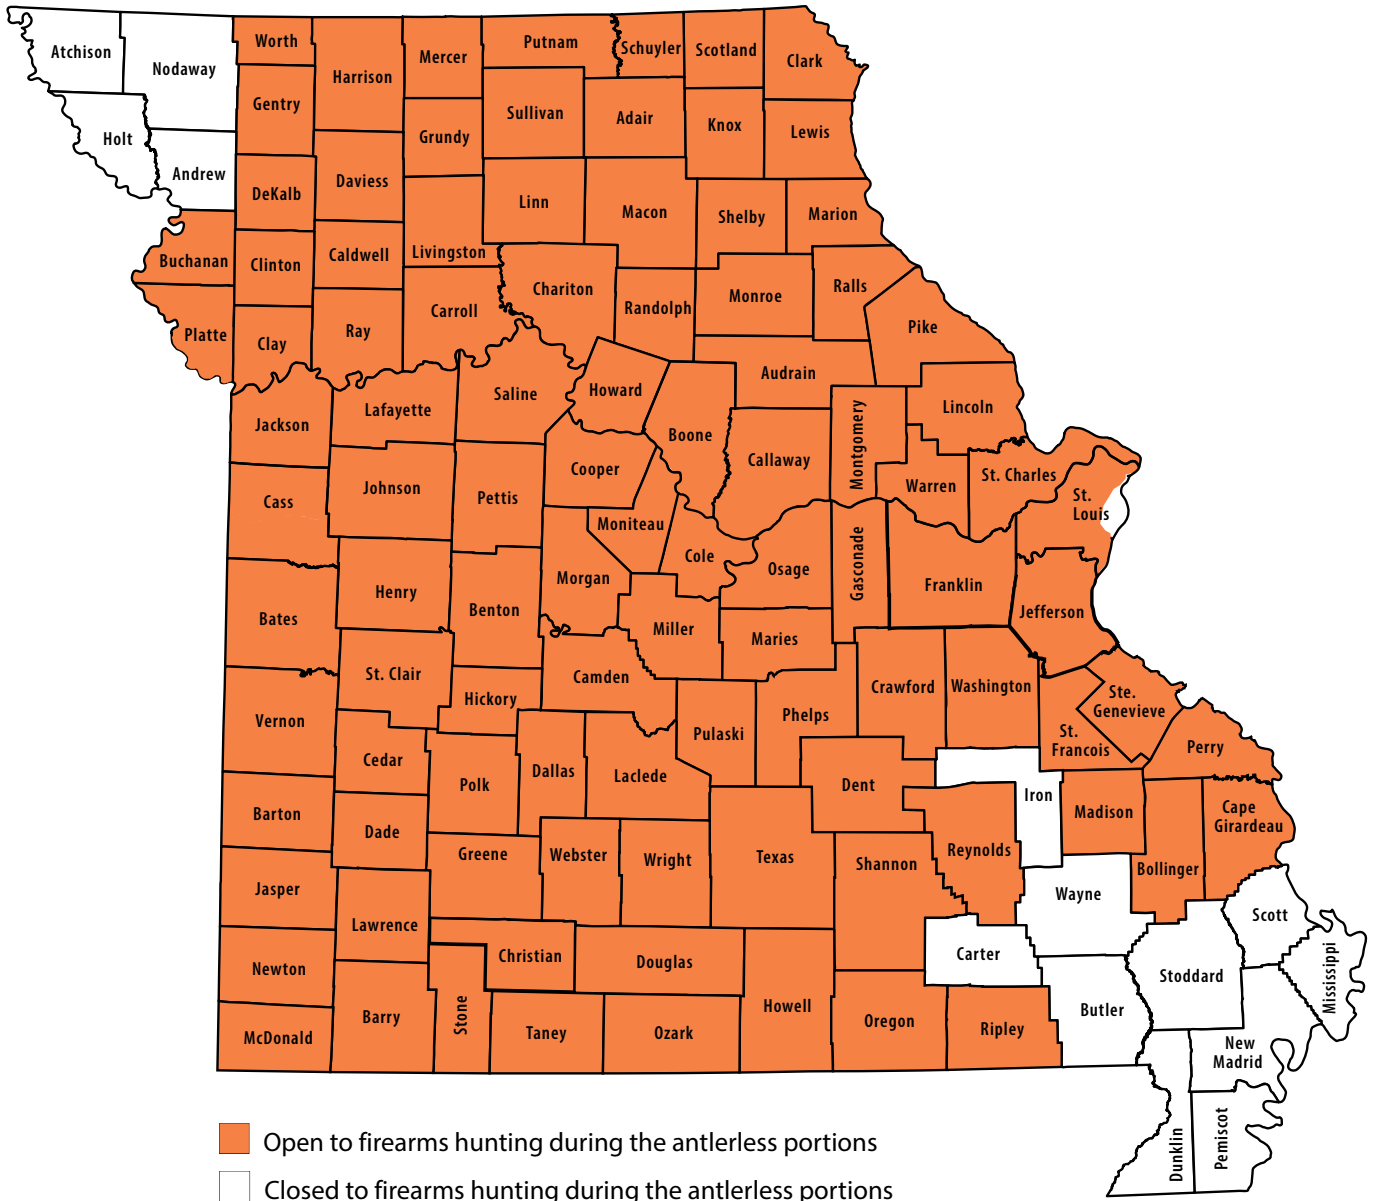 Atchison
Nodaway
Worth
Harrison
Mercer
Putnam
Schuyler
Scotland
Clark
Holt
Andrew
Gentry
DeKalb
Daviess
Grundy
Sullivan
Adair
Knox
Lewis
Linn
Macon
Shelby
Marion
Buchanan
Clinton
Caldwell
Livingston
Chariton
Randolph
Monroe
Ralls
Pike
Platte
Clay
Ray
Carroll
Saline
Howard
Boone
Audrain
Lincoln
Jackson
Lafayette
Cooper
Callaway
Montgomery
Warren
St. Charles
St.
Louis
Cass
Johnson
Pettis
Moniteau
Cole
Osage
Gasconade
Franklin
Jefferson
Bates
Henry
Benton
Morgan
Miller
Maries
St. Clair
Hickory
Camden
Pulaski
Phelps
Crawford
Washington
Ste.
Genevieve
St.
Francois
Perry
Vernon
Cedar
Polk
Dallas
Laclede
Dent
Iron
Madison
Cape
Girardeau
Barton
Dade
Greene
Webster
Wright
Texas
Shannon
Reynolds
Bollinger
Jasper
Lawrence
Wayne
Scott
Mississippi
Newton
Christian
Douglas
Carter
Stoddard
McDonald
Barry
Stone
Taney
Ozark
Howell
Oregon
Ripley
Butler
New
Madrid
Dunklin
Pemiscot
Open to firearms hunting during the antlerless portions
Closed to firearms hunting during the antlerless portions